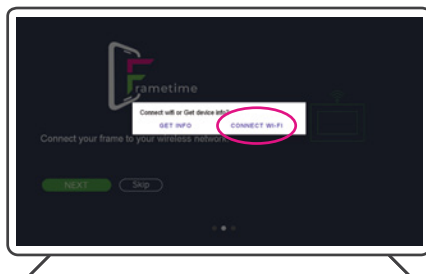 Frametime
Connect wifi or Get device info?
GET INFO
CONNECT WI-FI
Connect your frame to your wireless network
NEXT
Skip